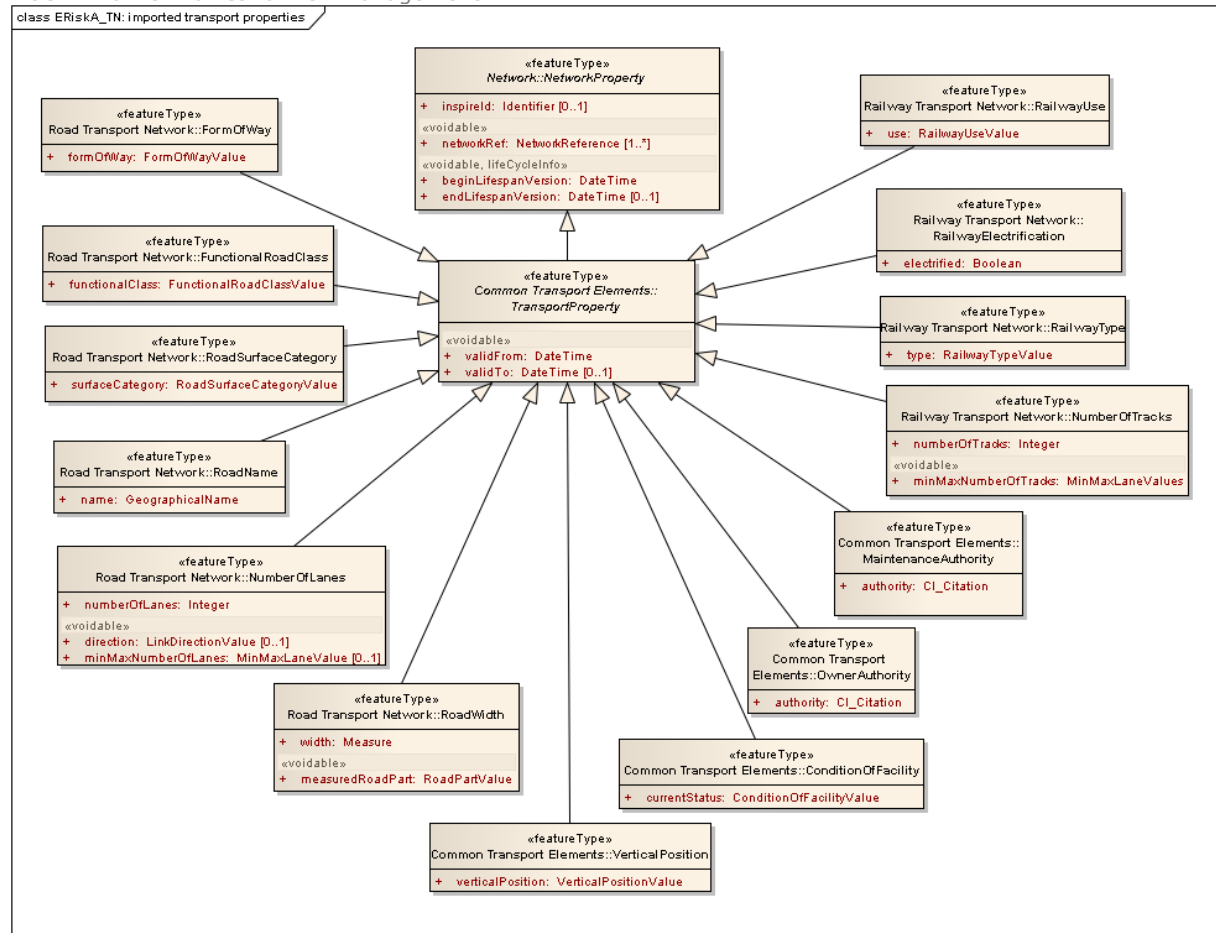 class ERiskA_TN: imported transport properties
«featureType»
Network::NetworkProperty
+ inspireId: Identifier [0..1]
«voidable»
+ networkRef: NetworkReference [1..*]
«voidable, lifeCycleInfo»
+ beginLifespanVersion: DateTime
+ endLifespanVersion: DateTime [0..1]
«featureType»
Railway Transport Network::RailwayUse
+ use: RailwayUseValue
«featureType»
Road Transport Network::FormOfWay
+ formOfWay: FormOfWayValue
«featureType»
Railway Transport Network::
RailwayElectrification
+ electrified: Boolean
«featureType»
Road Transport Network::FunctionalRoadClass
+ functionalClass: FunctionalRoadClassValue
«featureType»
Common Transport Elements::
TransportProperty
«voidable»
+ validFrom: DateTime
+ validTo: DateTime [0..1]
«featureType»
Railway Transport Network::RailwayType
+ type: RailwayTypeValue
«featureType»
Road Transport Network::RoadSurfaceCategory
+ surfaceCategory: RoadSurfaceCategoryValue
«featureType»
Railway Transport Network::NumberOfTracks
+ numberOfTracks: Integer
«voidable»
+ minMaxNumberOfTracks: MinMaxLaneValues
«featureType»
Road Transport Network::RoadName
+ name: GeographicalName
«featureType»
Common Transport Elements::
MaintenanceAuthority
+ authority: CI_Citation
«featureType»
Road Transport Network::NumberOfLanes
+ numberOfLanes: Integer
«voidable»
+ direction: LinkDirectionValue [0..1]
+ minMaxNumberOfLanes: MinMaxLaneValue [0..1]
«featureType»
Common Transport
Elements::OwnerAuthority
+ authority: CI_Citation
«featureType»
Road Transport Network::RoadWidth
+ width: Measure
«voidable»
+ measuredRoadPart: RoadPartValue
«featureType»
Common Transport Elements::ConditionOfFacility
+ currentStatus: ConditionOfFacilityValue
«featureType»
Common Transport Elements::VerticalPosition
+ verticalPosition: VerticalPositionValue